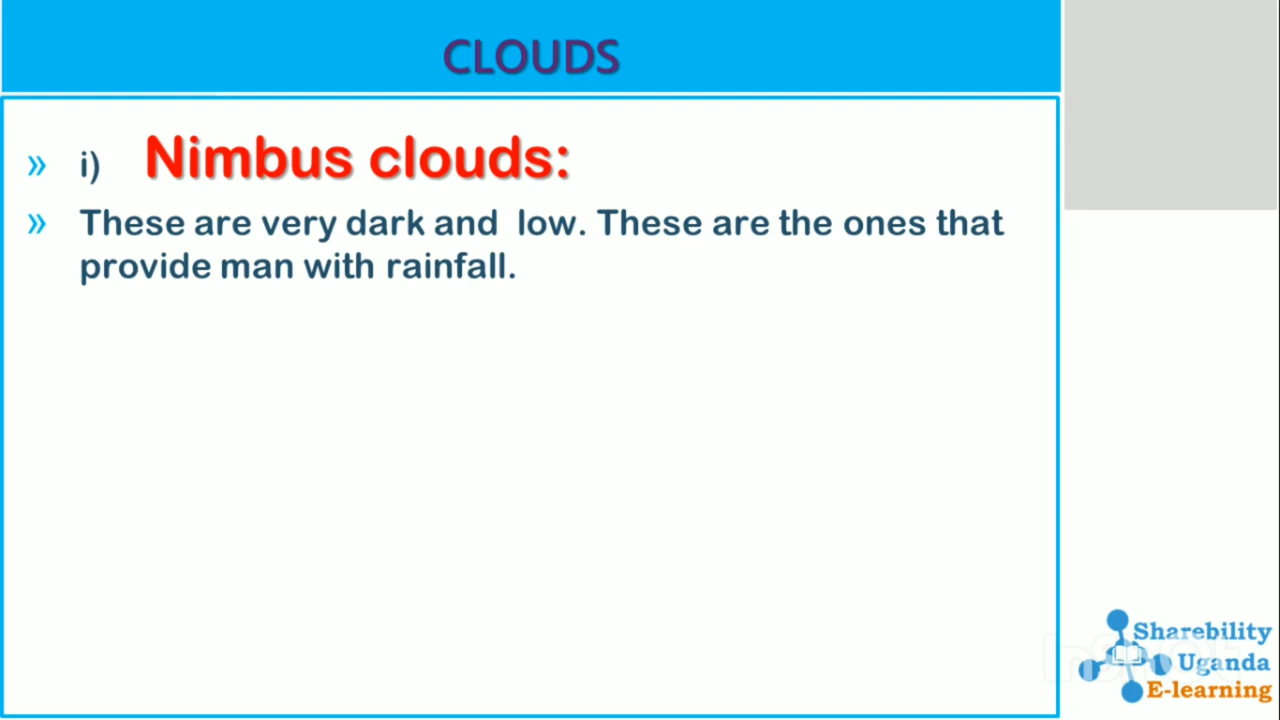 CLOUDS
» i) Nimbus clouds:
» These are very dark and low. These are the ones that
provide man with rainfall.
Sharebility
Uganda
E-learning